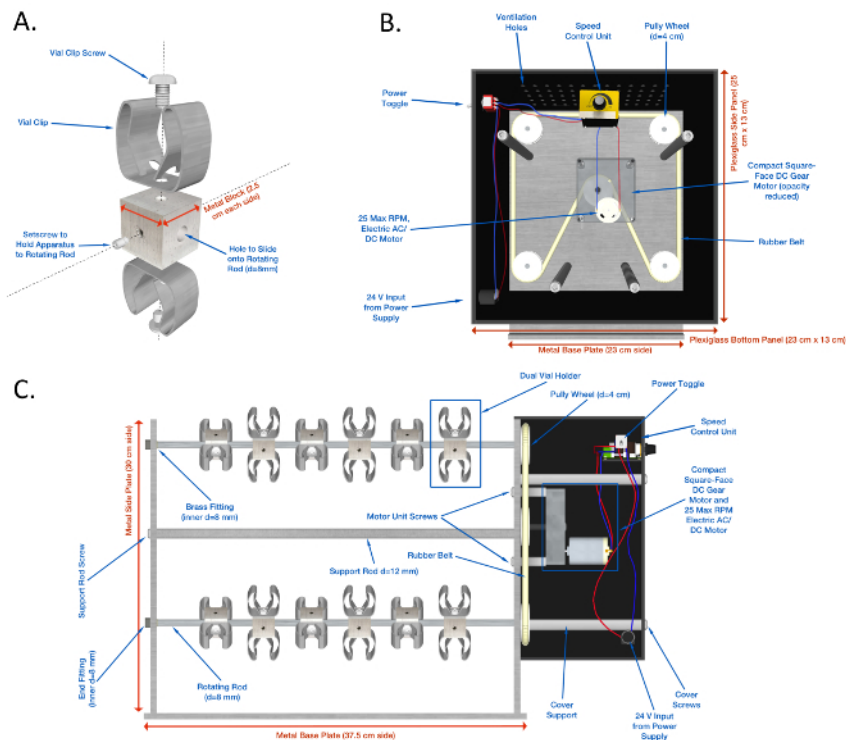 A.
Vial Clip Screw
Vial Clip
Metal Block (2.5
cm each side)
Setscrew to
Hold Apparatus
to Rotating Rod
Hole to Slide
onto Rotating
Rod (d=8mm)
B.
Ventilation
Holes
Speed
Control Unit
Pully Wheel
(d=4 cm)
Power
Toggle
Plexiglass Side Panel (25
cm x 13 cm)
Compact Square-
Face DC Gear
Motor (opacity
reduced)
25 Max RPM,
Electric AC/
DC Motor
Rubber Belt
24 V Input
from Power
Supply
Plexiglass Bottom Panel (23 cm x 13 cm)
Metal Base Plate (23 cm side)
C.
Dual Vial Holder
Pully Wheel (d=4 cm)
Power Toggle
Speed
Control Unit
Metal Side Plate (30 cm side)
Brass Fitting
(inner d=8 mm)
Motor Unit Screws
Compact
Square-Face DC
Gear
Motor and
25 Max RPM
Electric AC/
DC Motor
Support Rod Screw
Rubber Belt
Support Rod d=12 mm)
End Fitting
(inner d=8 mm)
Rotating Rod
(d=8 mm)
Cover
Support
24 V Input
from Power
Supply
Cover
Screws
Metal Base Plate (37.5 cm side)